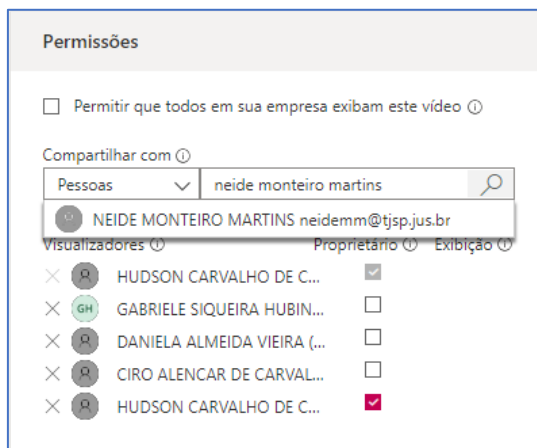 Permissões
Permitir que todos em sua empresa exibam este vídeo
Compartilhar com
Pessoas neide monteiro martins
NEIDE MONTEIRO MARTINS neidemm@tjsp.jus.br
Visualizadores Proprietário Exibição
HUDSON CARVALHO DE C...
GH GABRIELE SIQUEIRA HUBIN...
DANIELA ALMEIDA VIEIRA (...
CIRO ALENCAR DE CARVAL...
HUDSON CARVALHO DE C...